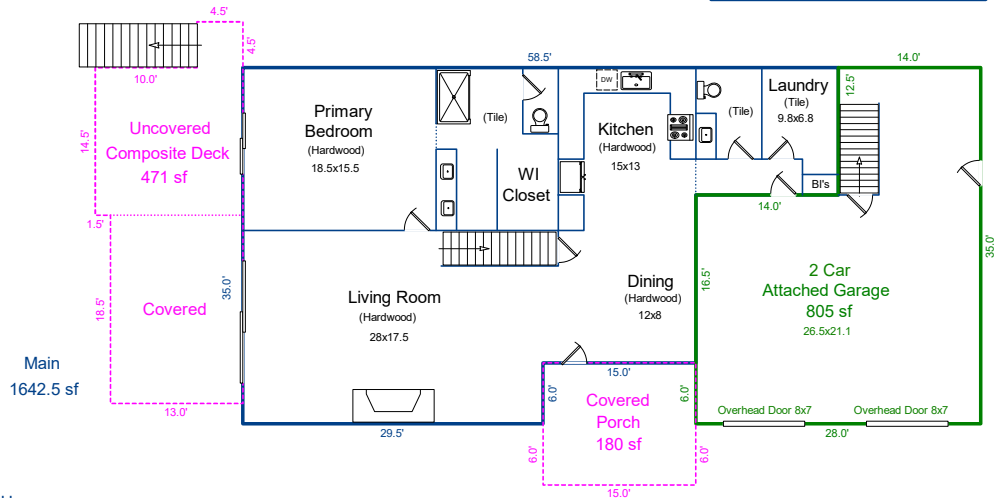 4.5'
4.5'
10.0'
58.5'
14.0'
DW
12.5'
Laundry
(Tile)
9.8x6.8
Primary
Bedroom
(Hardwood)
18.5x15.5
(Tile)
(Tile)
Kitchen
(Hardwood)
15x13
Uncovered
Composite Deck
471 sf
14.5'
WI
Closet
BI's
14.0'
1.5'
35.0'
35.0'
16.5'
18.5'
Covered
Living Room
(Hardwood)
28x17.5
Dining
(Hardwood)
12x8
2 Car
Attached Garage
805 sf
26.5x21.1
Main
1642.5 sf
13.0'
15.0'
6.0'
6.0'
Covered
Porch
180 sf
Overhead Door 8x7
Overhead Door 8x7
29.5'
28.0'
6.0'
6.0'
15.0'